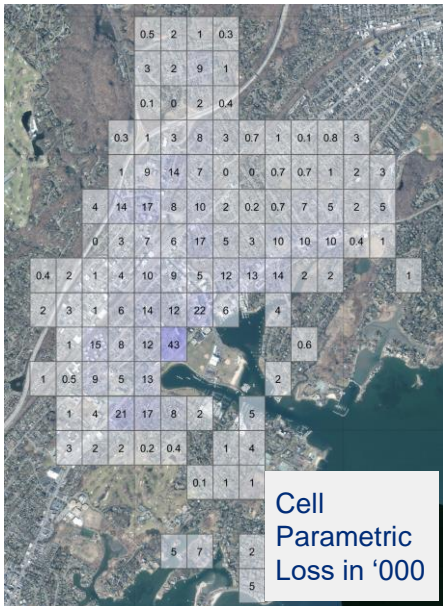 0.5 2 1 0.3
3 2 9 1
0.1 0 2 0.4
0.3 1 3 8 3 0.7 1 0.1 0.8 3
1 9 14 7 0 0 0.7 0.7 1 2 3
4 14 17 8 10 2 0.2 0.7 7 5 2 5
0 3 7 6 17 5 3 10 10 10 0.4 1
0.4 2 1 4 10 9 5 12 13 14 2 2 1
2 3 1 6 14 12 22 6 4
1 15 8 12 43 0.6
1 0.5 9 5 13 2
1 4 21 17 8 2 5
3 2 2 0.2 0.4 1 4
0.1 1 1
5 7 2
5
Cell
Parametric
Loss in ‘000